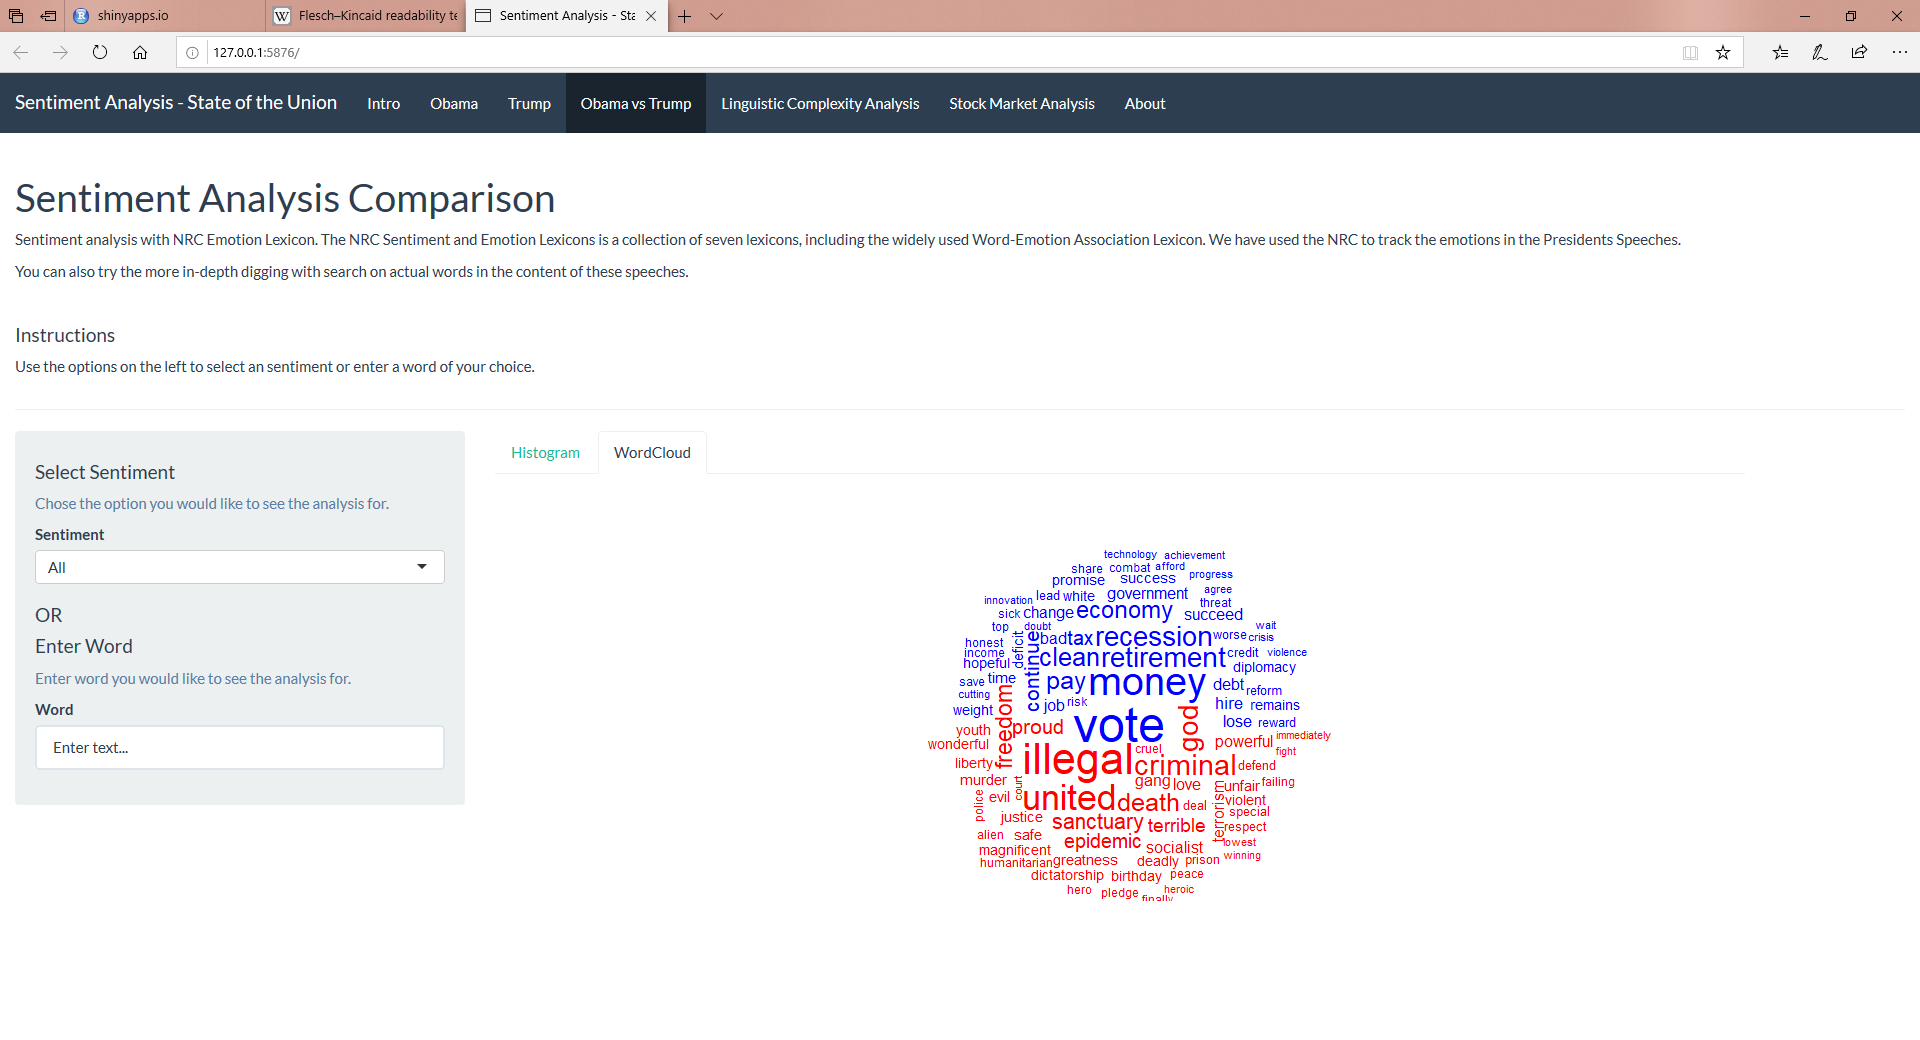 shinyapps.io
Flesch–Kincaid readability te
Sentiment Analysis - Sta
127.0.0.1:5876/
Sentiment Analysis - State of the Union Intro Obama Trump Obama vs Trump Linguistic Complexity Analysis Stock Market Analysis About
Sentiment Analysis Comparison
Sentiment analysis with NRC Emotion Lexicon. The NRC Sentiment and Emotion Lexicons is a collection of seven lexicons, including the widely used Word-Emotion Association Lexicon. We have used the NRC to track the emotions in the Presidents Speeches.
You can also try the more in-depth digging with search on actual words in the content of these speeches.
Instructions
Use the options on the left to select an sentiment or enter a word of your choice.
Select Sentiment
Chose the option you would like to see the analysis for.
Sentiment
All
OR
Enter Word
Enter word you would like to see the analysis for.
Word
Enter text...
Histogram WordCloud
technology achievement
share combat afford
promise success progress
innovation lead white government agree
threat
sick change economy succeed
top doubt wait
honest deficit continue bad tax recession worse crisis
income clean retirement credit violence
hopeful diplomacy
save time pay money debt reform
cutting
weight job risk hire remains
vote lose reward
youth freedom proud god powerful immediately
wonderful illegal cruel fight
liberty criminal defend
murder court gang love unfair failing
police evil united death deal terrorism violent
justice sanctuary terrible special
alien safe respect
epidemic socialist lowest
magnificent winning
humanitarian greatness deadly prison
dictatorship birthday peace
hero pledge heroic
finally